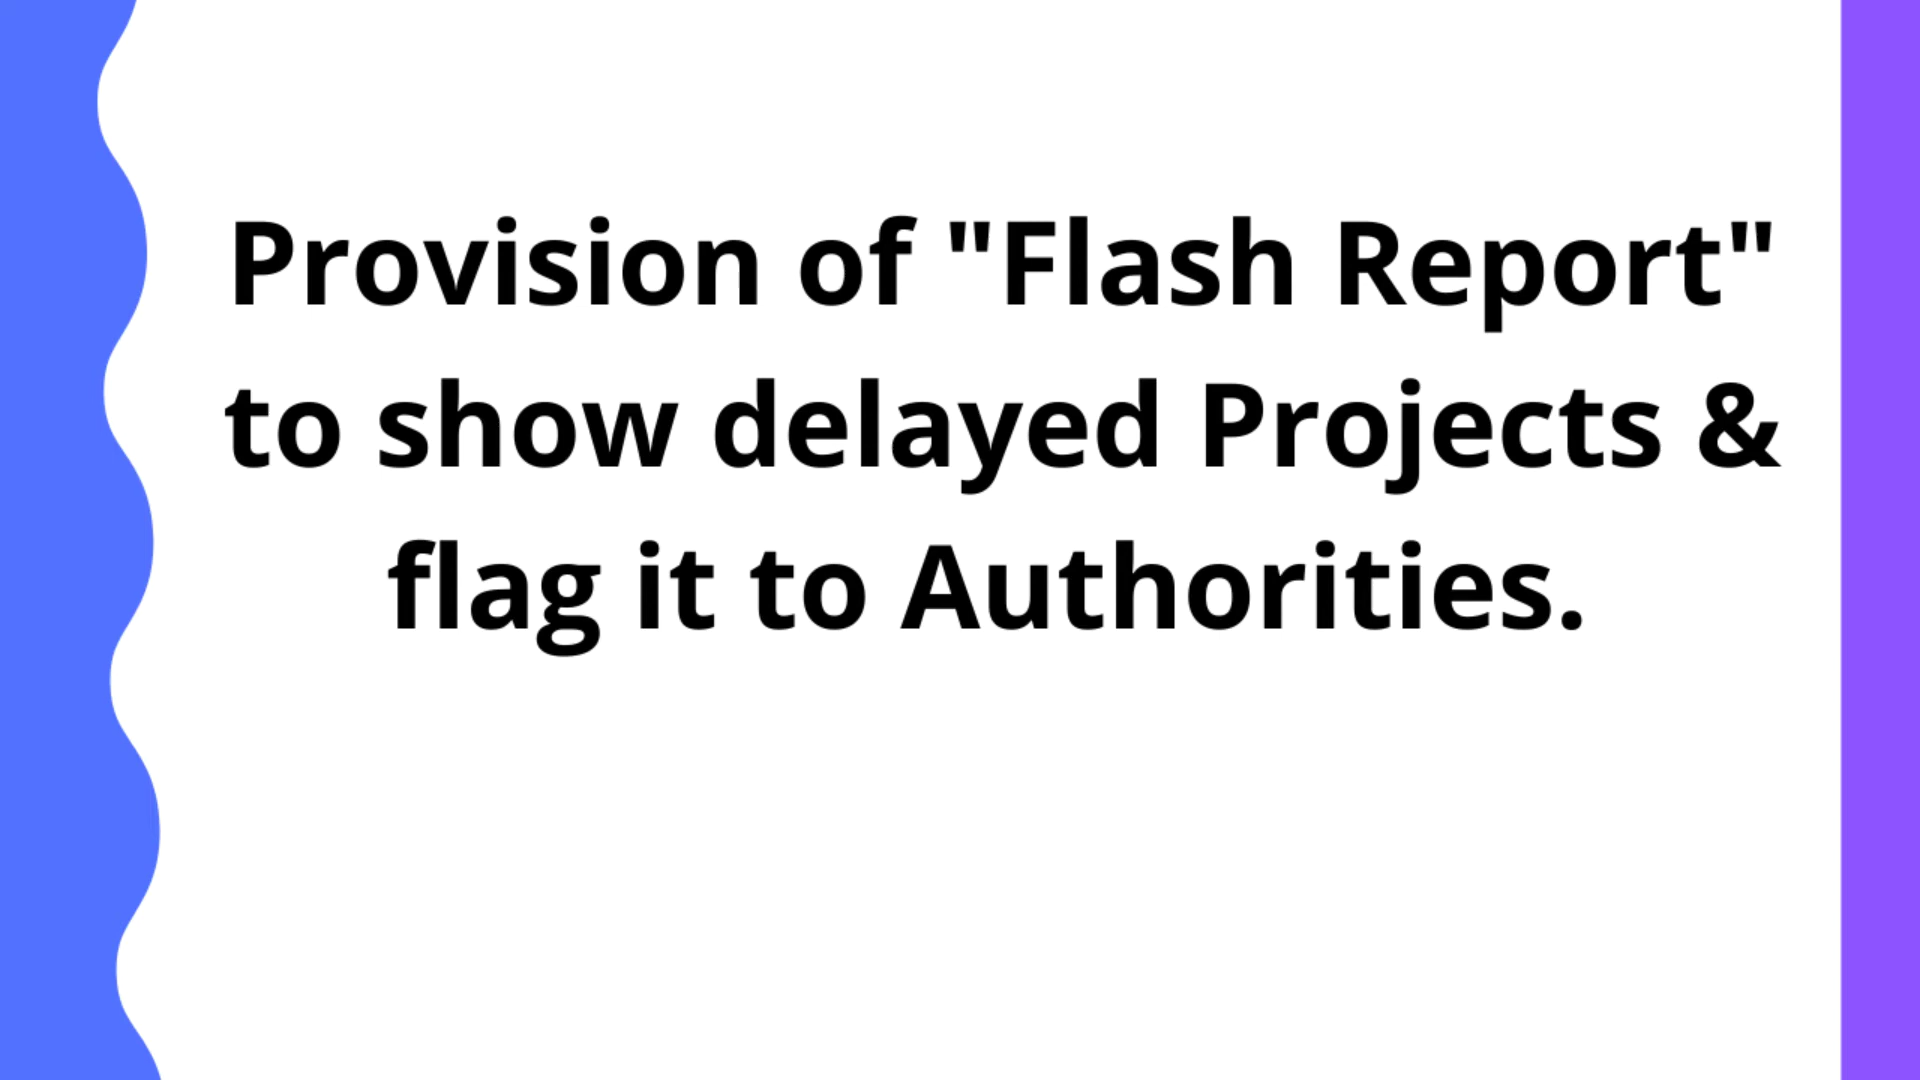 Provision of "Flash Report"
to show delayed Projects &
flag it to Authorities.